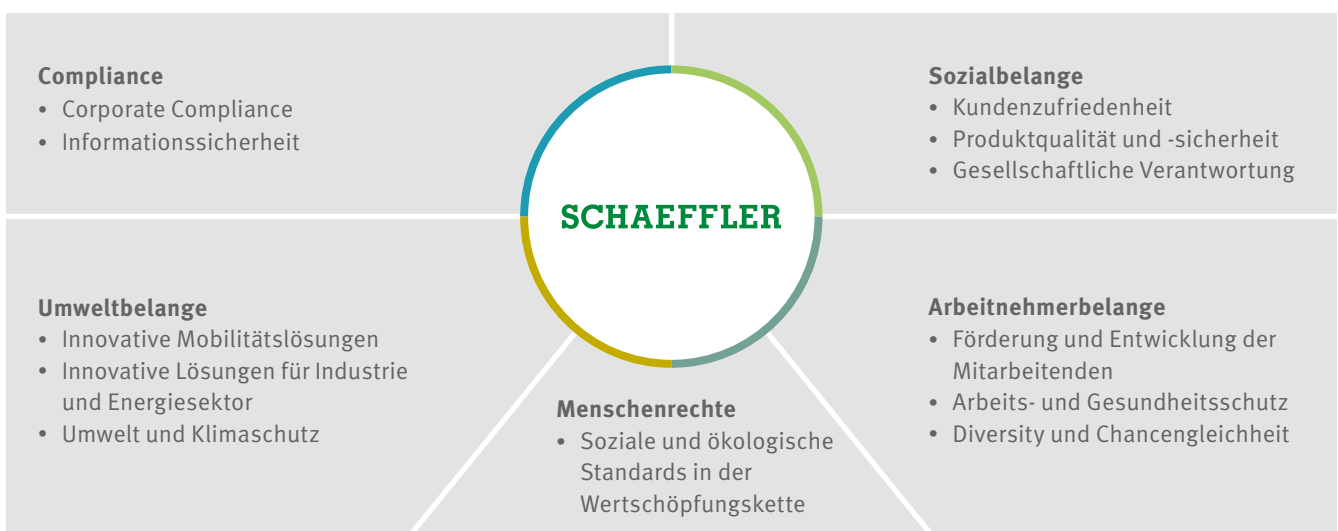 Compliance
• Corporate Compliance
• Informationssicherheit
Sozialbelange
• Kundenzufriedenheit
• Produktqualität und -sicherheit
• Gesellschaftliche Verantwortung
SCHAEFFLER
Umweltbelange
• Innovative Mobilitätslösungen
• Innovative Lösungen für Industrie
und Energiesektor
• Umwelt und Klimaschutz
Menschenrechte
• Soziale und ökologische
Standards in der
Wertschöpfungskette
Arbeitnehmerbelange
• Förderung und Entwicklung der
Mitarbeitenden
• Arbeits- und Gesundheitsschutz
• Diversity und Chancengleichheit